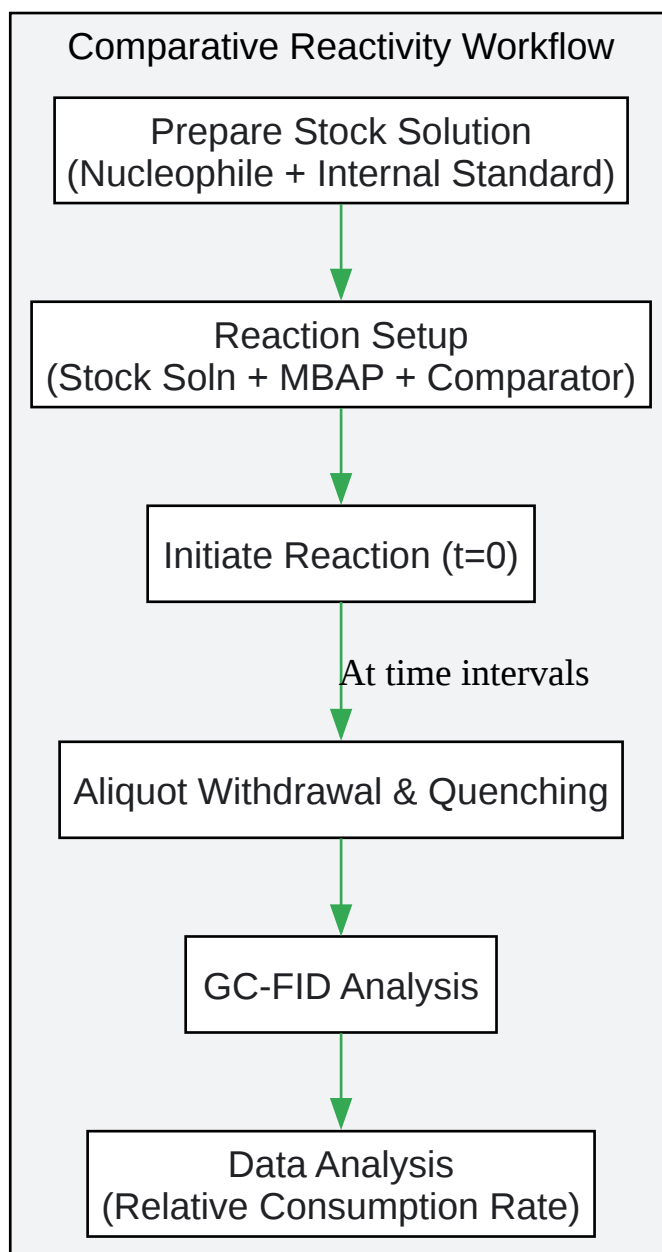 Comparative Reactivity Workflow
Prepare Stock Solution
(Nucleophile + Internal Standard)
Reaction Setup
(Stock Soln + MBAP + Comparator)
Initiate Reaction (t=0)
At time intervals
Aliquot Withdrawal & Quenching
GC-FID Analysis
Data Analysis
(Relative Consumption Rate)